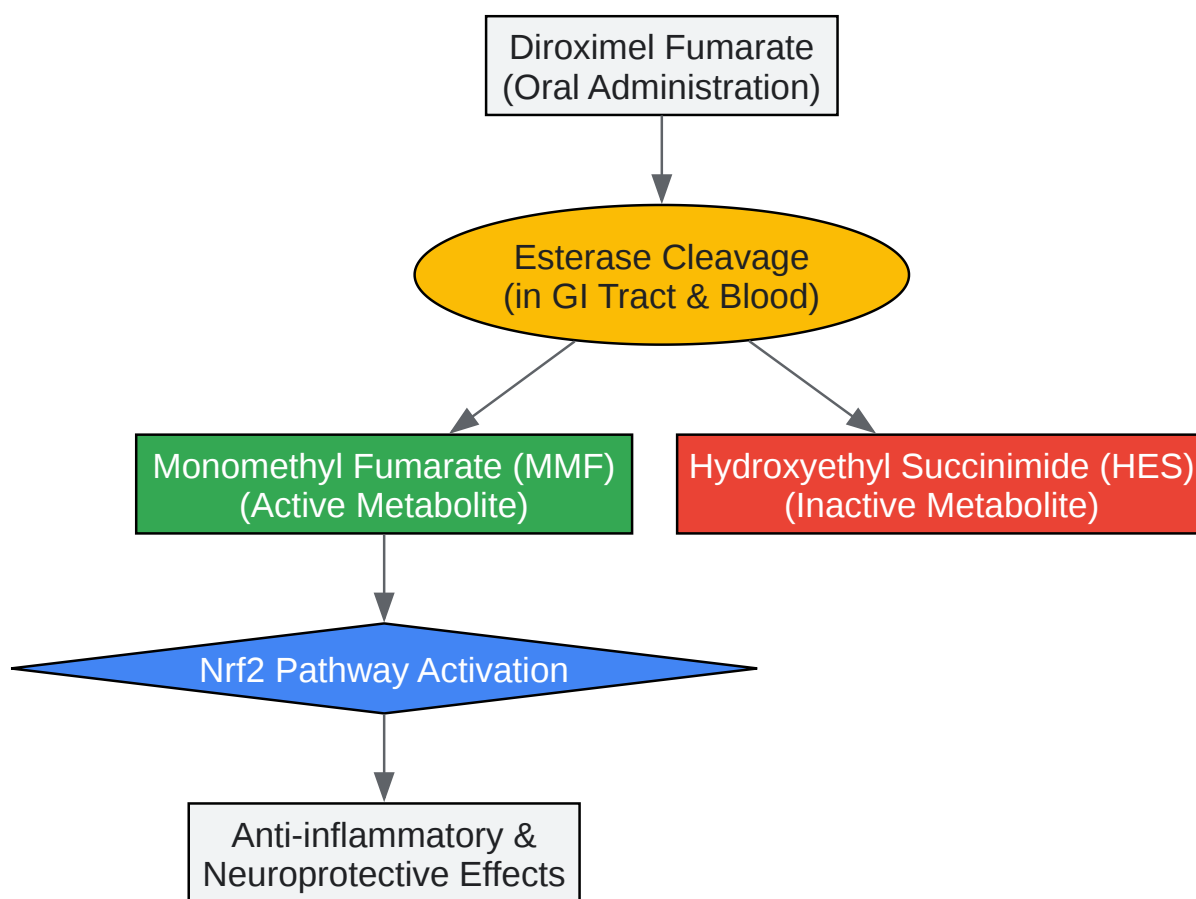 Diroximel Fumarate
(Oral Administration)
Esterase Cleavage
(in GI Tract & Blood)
Monomethyl Fumarate (MMF)
(Active Metabolite)
Hydroxyethyl Succinimide (HES)
(Inactive Metabolite)
Nrf2 Pathway Activation
Anti-inflammatory &
Neuroprotective Effects